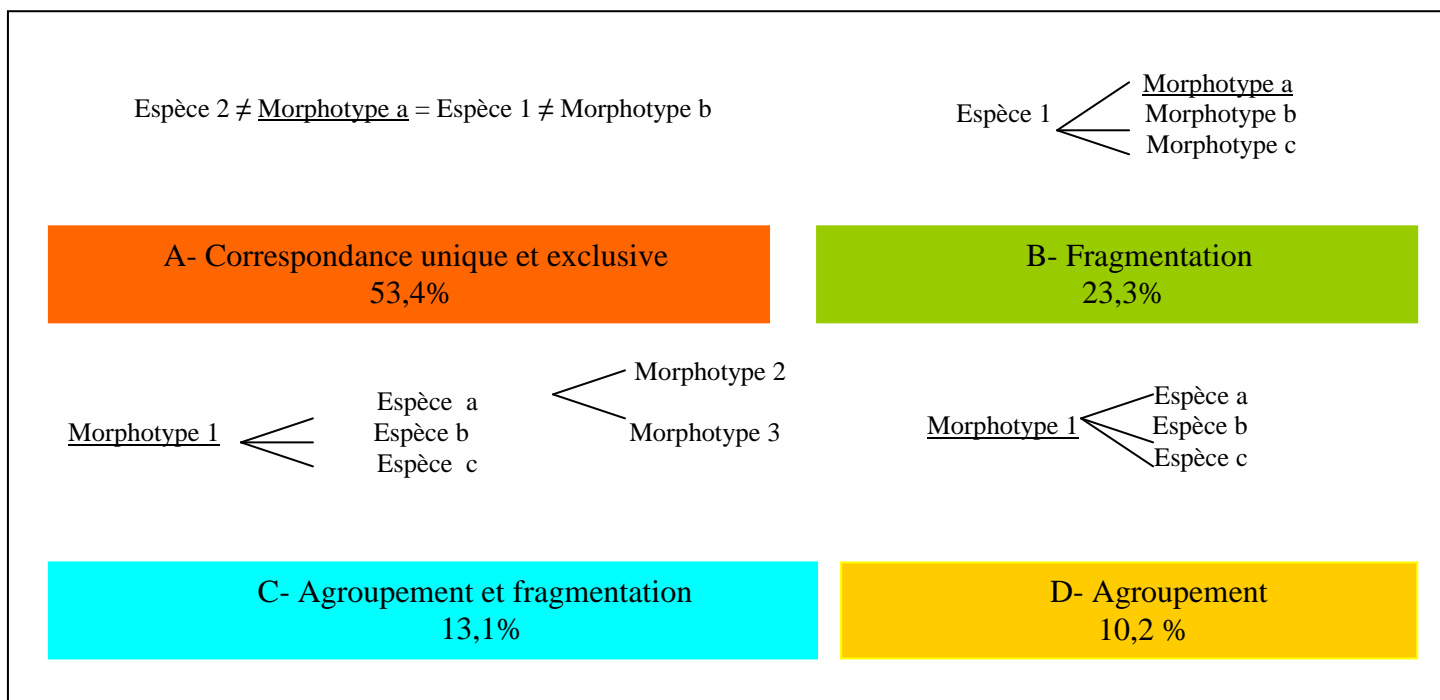 Espèce 2 ≠ Morphotype a = Espèce 1 ≠ Morphotype b
Espèce 1
Morphotype a
Morphotype b
Morphotype c
A- Correspondance unique et exclusive
53,4%
B- Fragmentation
23,3%
Morphotype 1
Espèce a
Espèce b
Espèce c
Morphotype 2
Morphotype 3
Morphotype 1
Espèce a
Espèce b
Espèce c
C- Agroupement et fragmentation
13,1%
D- Agroupement
10,2 %